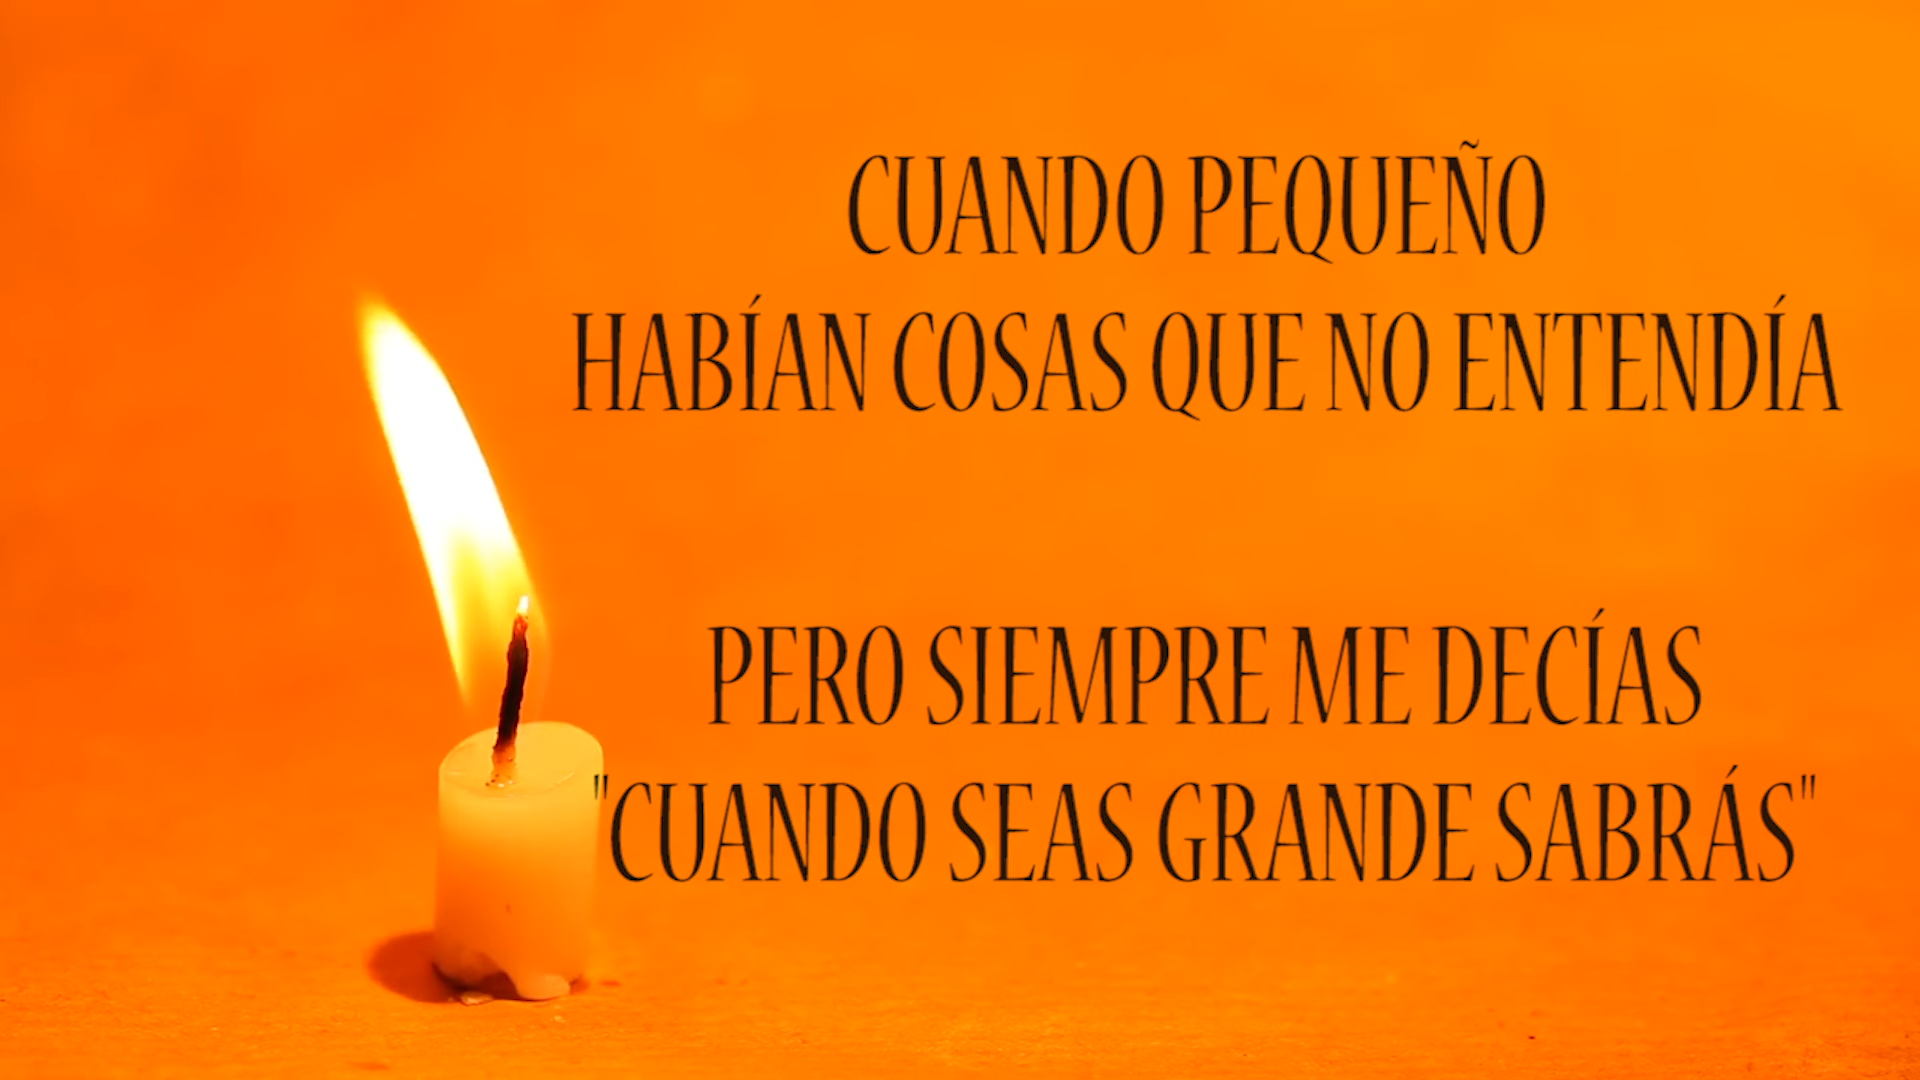 CUANDO PEQUEÑO
HABÍAN COSAS QUE NO ENTENDÍA
PERO SIEMPRE ME DECÍAS
"CUANDO SEAS GRANDE SABRÁS"